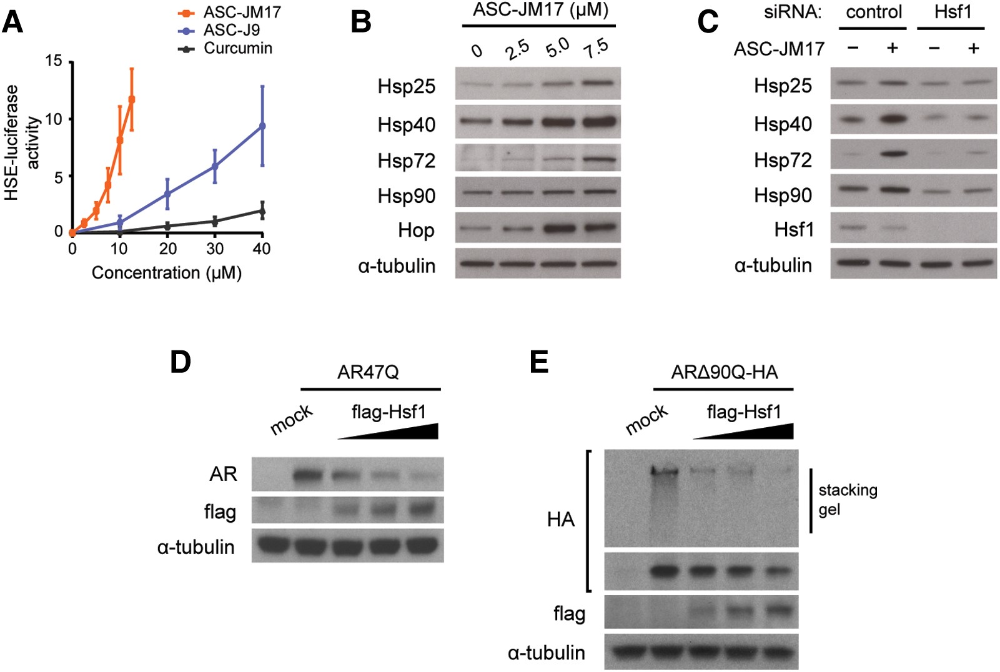 A
ASC-JM17
ASC-J9
Curcumin
HSE-luciferase
activity
15
10
5
0
0 10 20 30 40
Concentration (µM)
B
ASC-JM17 (µM)
0 2.5 5.0 7.5
Hsp25
Hsp40
Hsp72
Hsp90
Hop
α-tubulin
C
siRNA: control Hsf1
ASC-JM17 − + − +
Hsp25
Hsp40
Hsp72
Hsp90
Hsf1
α-tubulin
D
AR47Q
mock flag-Hsf1
AR
flag
α-tubulin
E
ARΔ90Q-HA
mock flag-Hsf1
HA
stacking
gel
flag
α-tubulin